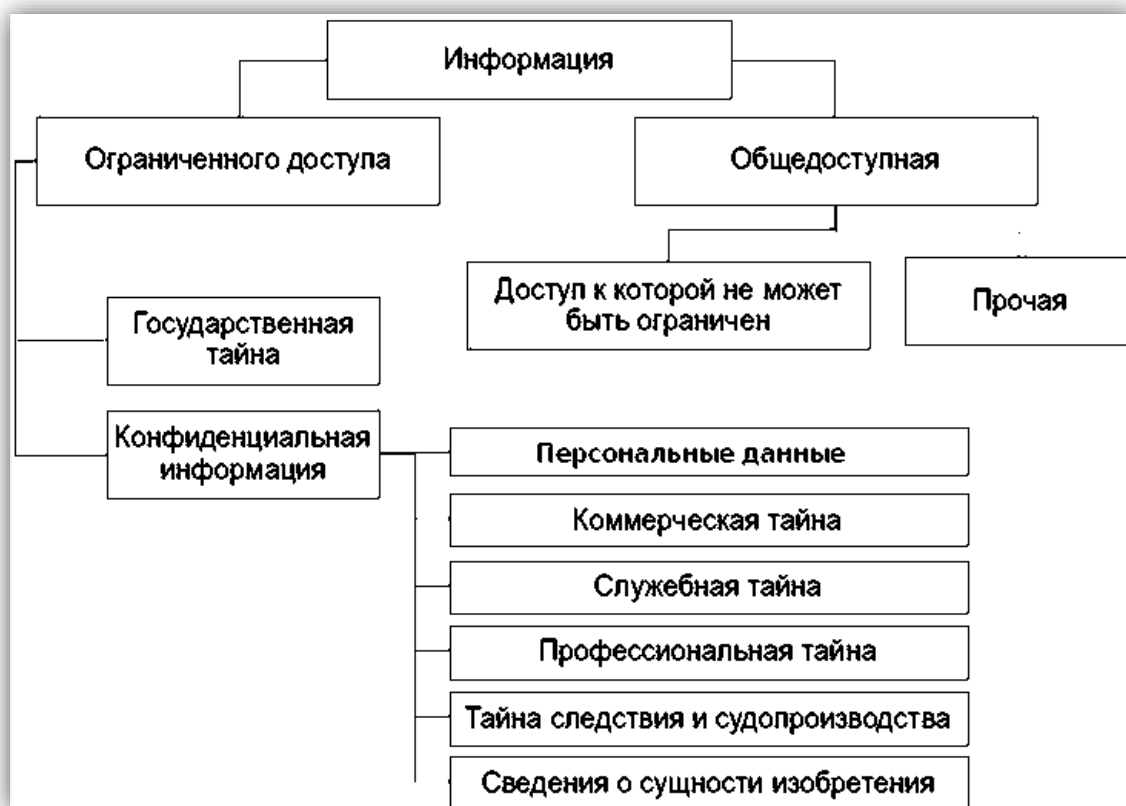 Информация
Ограниченного доступа
Общедоступная
Доступ к которой не может
быть ограничен
Прочая
Государственная
тайна
Конфиденциальная
информация
Персональные данные
Коммерческая тайна
Служебная тайна
Профессиональная тайна
Тайна следствия и судопроизводства
Сведения о сущности изобретения